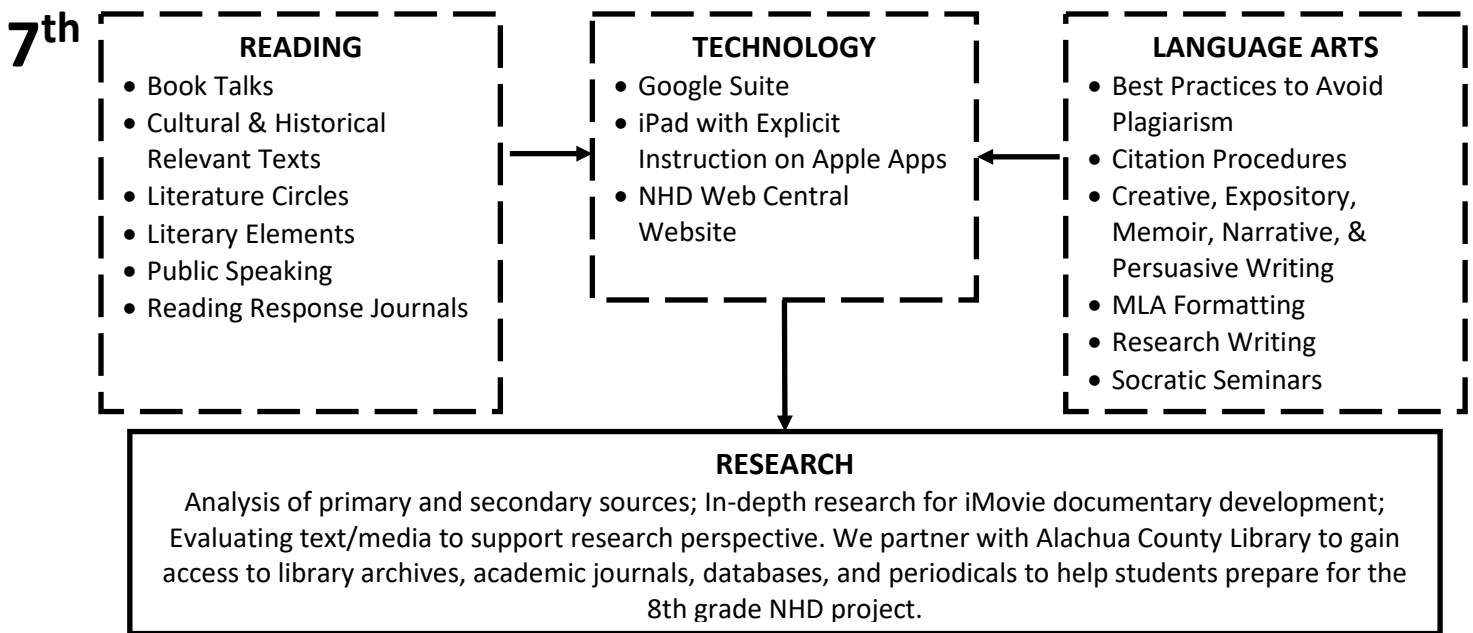 7th
READING
• Book Talks
• Cultural & Historical
Relevant Texts
• Literature Circles
• Literary Elements
• Public Speaking
• Reading Response Journals
TECHNOLOGY
• Google Suite
• iPad with Explicit
Instruction on Apple Apps
• NHD Web Central
Website
LANGUAGE ARTS
• Best Practices to Avoid
Plagiarism
• Citation Procedures
• Creative, Expository,
Memoir, Narrative, &
Persuasive Writing
• MLA Formatting
• Research Writing
• Socratic Seminars
RESEARCH
Analysis of primary and secondary sources; In-depth research for iMovie documentary development;
Evaluating text/media to support research perspective. We partner with Alachua County Library to gain
access to library archives, academic journals, databases, and periodicals to help students prepare for the
8th grade NHD project.